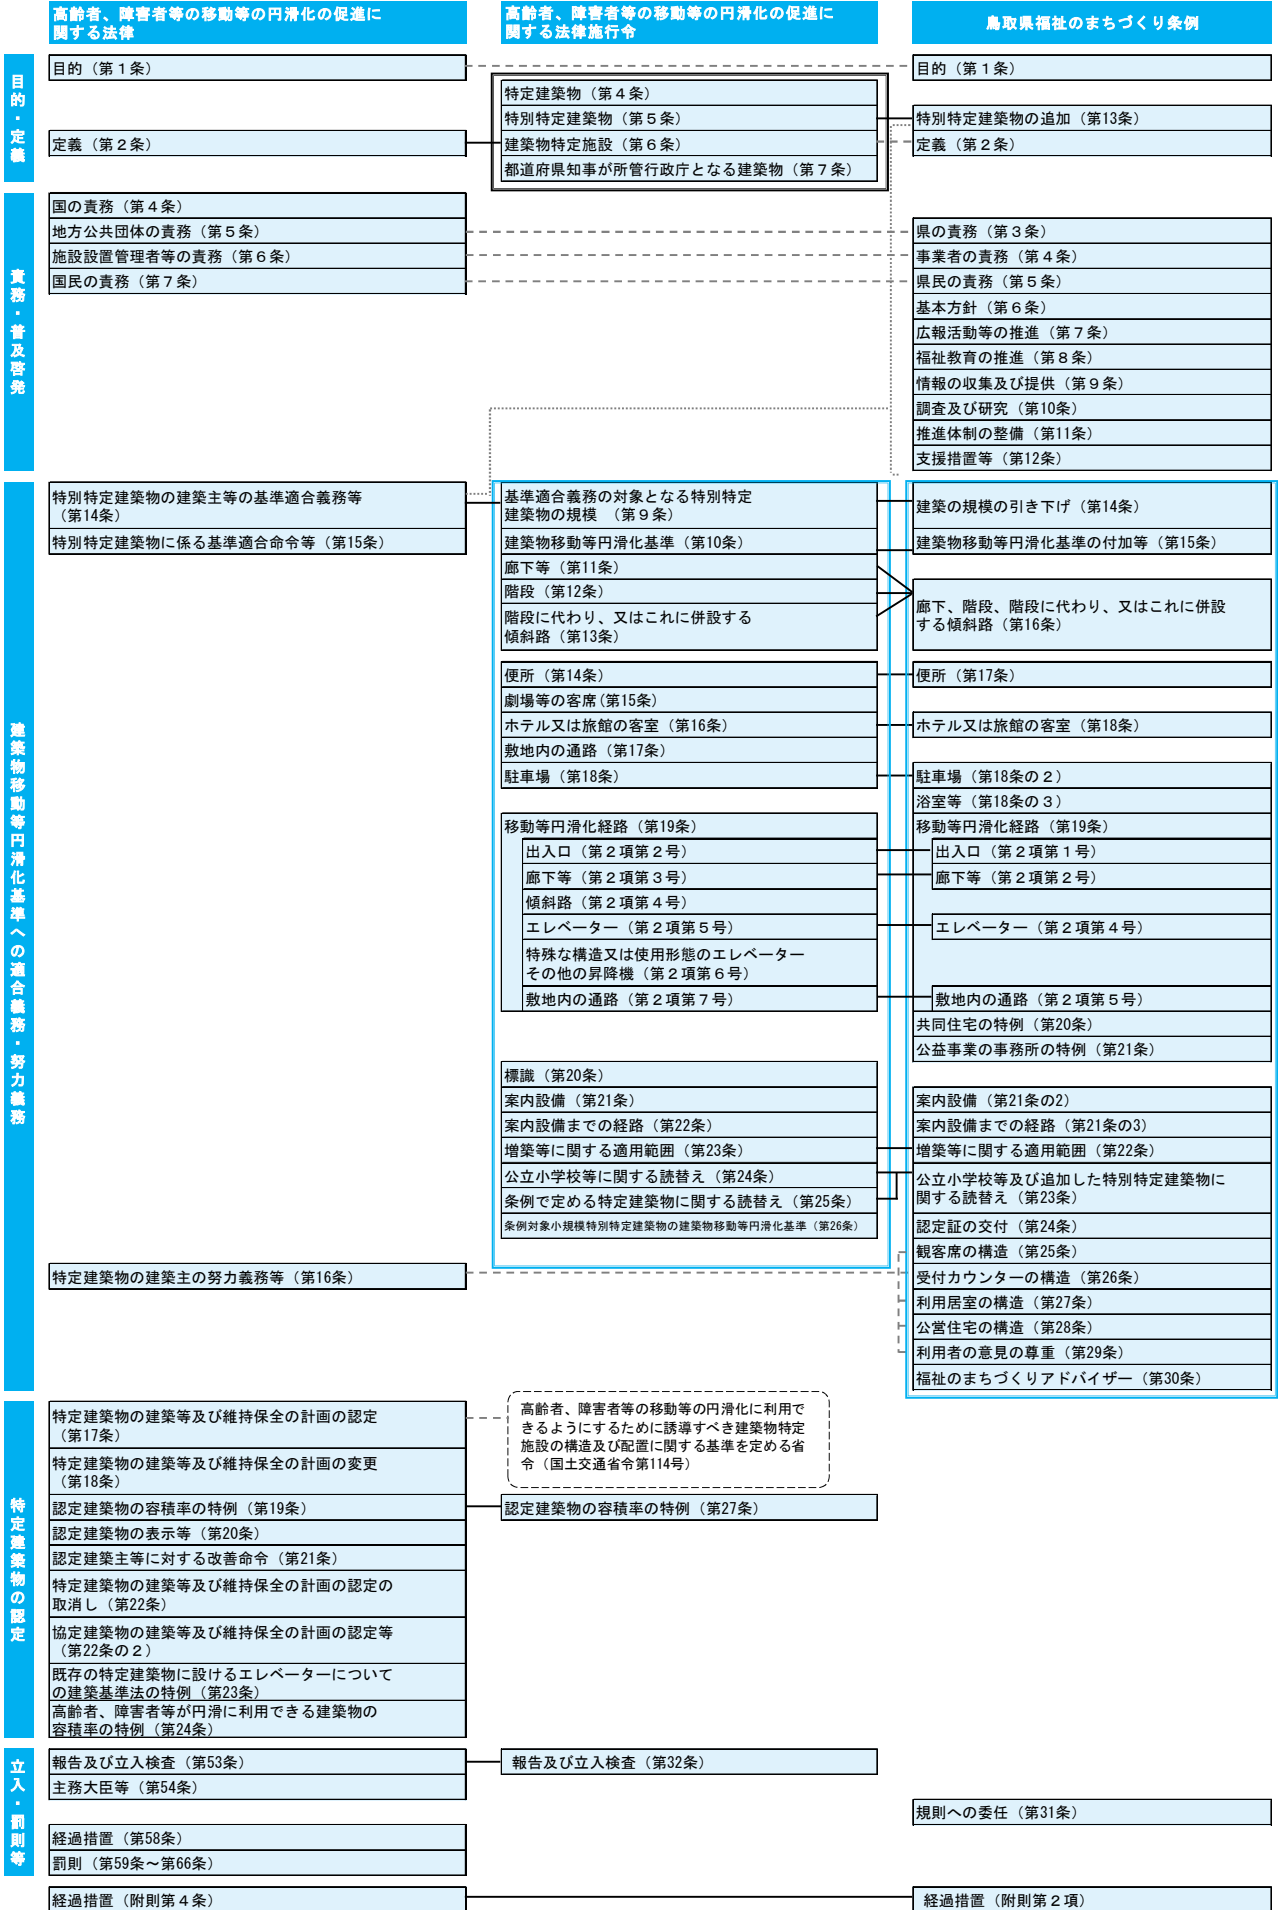 高齢者、障害者等の移動等の円滑化の促進に
関する法律
高齢者、障害者等の移動等の円滑化の促進に
関する法律施行令
鳥取県福祉のまちづくり条例
目的・定義
目的（第１条）
定義（第２条）
特定建築物（第４条）
特別特定建築物（第５条）
建築物特定施設（第６条）
都道府県知事が所管行政庁となる建築物（第７条）
目的（第１条）
特別特定建築物の追加（第13条）
定義（第２条）
責務・普及啓発
国の責務（第４条）
地方公共団体の責務（第５条）
施設設置管理者等の責務（第６条）
国民の責務（第７条）
県の責務（第３条）
事業者の責務（第４条）
県民の責務（第５条）
基本方針（第６条）
広報活動等の推進（第７条）
福祉教育の推進（第８条）
情報の収集及び提供（第９条）
調査及び研究（第10条）
推進体制の整備（第11条）
支援措置等（第12条）
建築物移動等円滑化基準への適合義務・努力義務
特別特定建築物の建築主等の基準適合義務等
（第14条）
特別特定建築物に係る基準適合命令等（第15条）
特定建築物の建築主の努力義務等（第16条）
基準適合義務の対象となる特別特定
建築物の規模　（第９条）
建築物移動等円滑化基準（第10条）
廊下等（第11条）
階段（第12条）
階段に代わり、又はこれに併設する
傾斜路（第13条）
便所（第14条）
劇場等の客席(第15条）
ホテル又は旅館の客室（第16条）
敷地内の通路（第17条）
駐車場（第18条）
移動等円滑化経路（第19条）
出入口（第２項第２号）
廊下等（第２項第３号）
傾斜路（第２項第４号）
エレベーター（第２項第５号）
特殊な構造又は使用形態のエレベーター
その他の昇降機（第２項第６号）
敷地内の通路（第２項第７号）
標識（第20条）
案内設備（第21条）
案内設備までの経路（第22条）
増築等に関する適用範囲（第23条）
公立小学校等に関する読替え（第24条）
条例で定める特定建築物に関する読替え（第25条）
条例対象小規模特別特定建築物の建築物移動等円滑化基準（第26条）
建築の規模の引き下げ（第14条）
建築物移動等円滑化基準の付加等（第15条）
廊下、階段、階段に代わり、又はこれに併設
する傾斜路（第16条）
便所（第17条）
ホテル又は旅館の客室（第18条）
駐車場（第18条の２）
浴室等（第18条の３）
移動等円滑化経路（第19条）
出入口（第２項第１号）
廊下等（第２項第２号）
エレベーター（第２項第４号）
敷地内の通路（第２項第５号）
共同住宅の特例（第20条）
公益事業の事務所の特例（第21条）
案内設備（第21条の2）
案内設備までの経路（第21条の3）
増築等に関する適用範囲（第22条）
公立小学校等及び追加した特別特定建築物に
関する読替え（第23条）
認定証の交付（第24条）
観客席の構造（第25条）
受付カウンターの構造（第26条）
利用居室の構造（第27条）
公営住宅の構造（第28条）
利用者の意見の尊重（第29条）
福祉のまちづくりアドバイザー（第30条）
特定建築物の認定
特定建築物の建築等及び維持保全の計画の認定
（第17条）
特定建築物の建築等及び維持保全の計画の変更
（第18条）
認定建築物の容積率の特例（第19条）
認定建築物の表示等（第20条）
認定建築主等に対する改善命令（第21条）
特定建築物の建築等及び維持保全の計画の認定の
取消し（第22条）
協定建築物の建築等及び維持保全の計画の認定等
（第22条の２）
既存の特定建築物に設けるエレベーターについて
の建築基準法の特例（第23条）
高齢者、障害者等が円滑に利用できる建築物の
容積率の特例（第24条）
高齢者、障害者等の移動等の円滑化に利用で
きるようにするために誘導すべき建築物特定
施設の構造及び配置に関する基準を定める省
令（国土交通省令第114号）
認定建築物の容積率の特例（第27条）
立入・罰則等
報告及び立入検査（第53条）
主務大臣等（第54条）
経過措置（第58条）
罰則（第59条～第66条）
報告及び立入検査（第32条）
規則への委任（第31条）
経過措置（附則第４条）
経過措置（附則第２項）